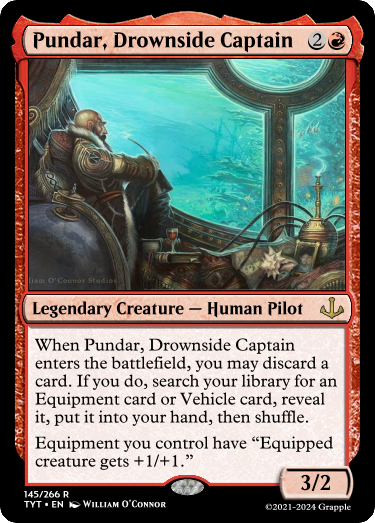 Pundar, Drownside Captain 2
liam O'Connor Studios
Legendary Creature — Human Pilot
When Pundar, Drownside Captain
enters the battlefield, you may discard a
card. If you do, search your library for an
Equipment card or Vehicle card, reveal
it, put it into your hand, then shuffle.
Equipment you control have “Equipped
creature gets +1/+1.”
3/2
145/266 R
TYT • EN William O'Connor
©2021-2024 Grapple